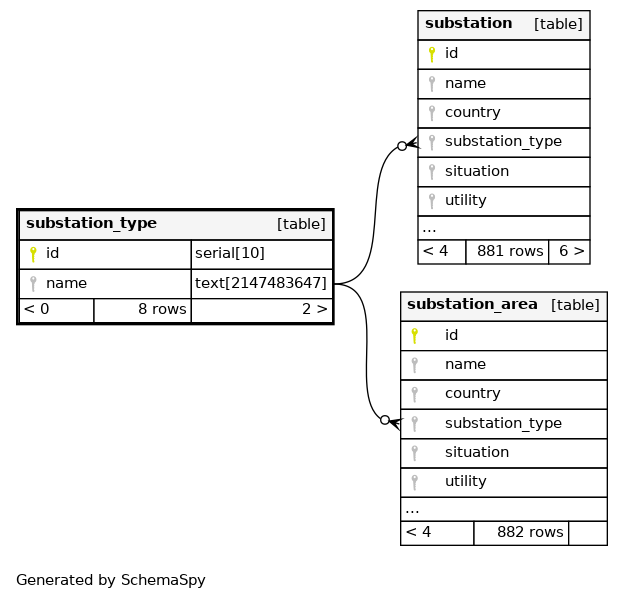 substation [table]
id
name
country
substation_type
situation
utility
...
< 4 881 rows 6 >
substation_type [table]
id serial[10]
name text[2147483647]
< 0 8 rows 2 >
substation_area [table]
id
name
country
substation_type
situation
utility
...
< 4 882 rows
Generated by SchemaSpy